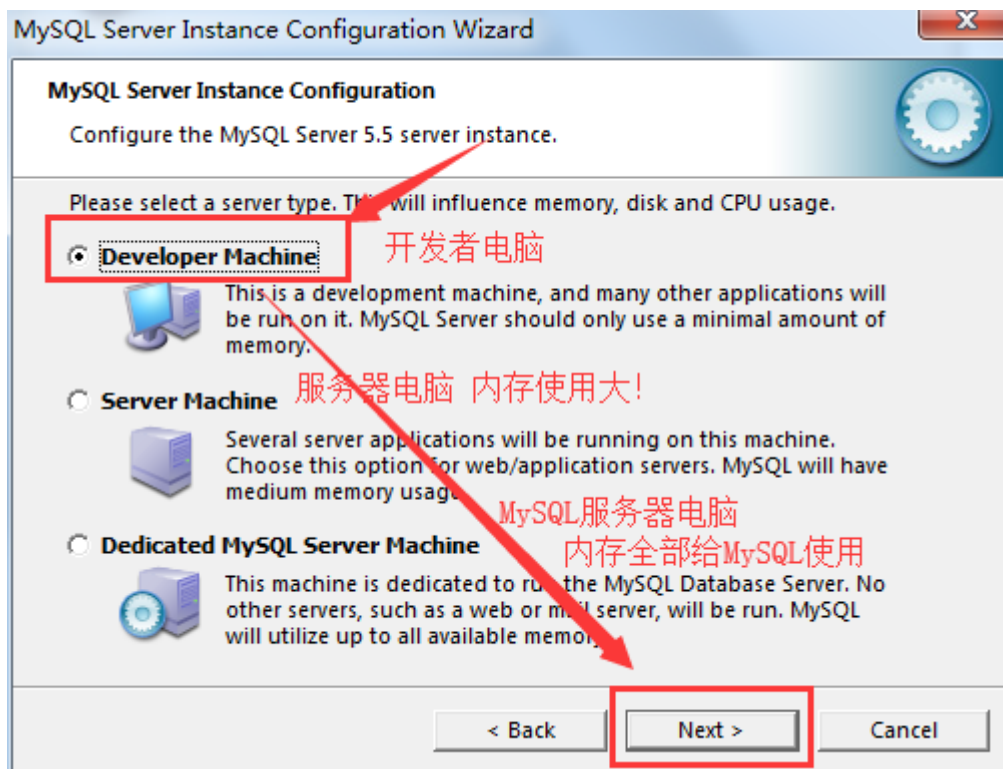 MySQL Server Instance Configuration Wizard
MySQL Server Instance Configuration
Configure the MySQL Server 5.5 server instance.
Please select a server type. This will influence memory, disk and CPU usage.
Developer Machine
开发者电脑
This is a development machine, and many other applications will
be run on it. MySQL Server should only use a minimal amount of
memory.
服务器电脑 内存使用大!
Server Machine
Several server applications will be running on this machine.
Choose this option for web/application servers. MySQL will have
medium memory usage.
MySQL服务器电脑
内存全部给MySQL使用
Dedicated MySQL Server Machine
This machine is dedicated to run the MySQL Database Server. No
other servers, such as a web or mail server, will be run. MySQL
will utilize up to all available memory.
< Back
Next >
Cancel